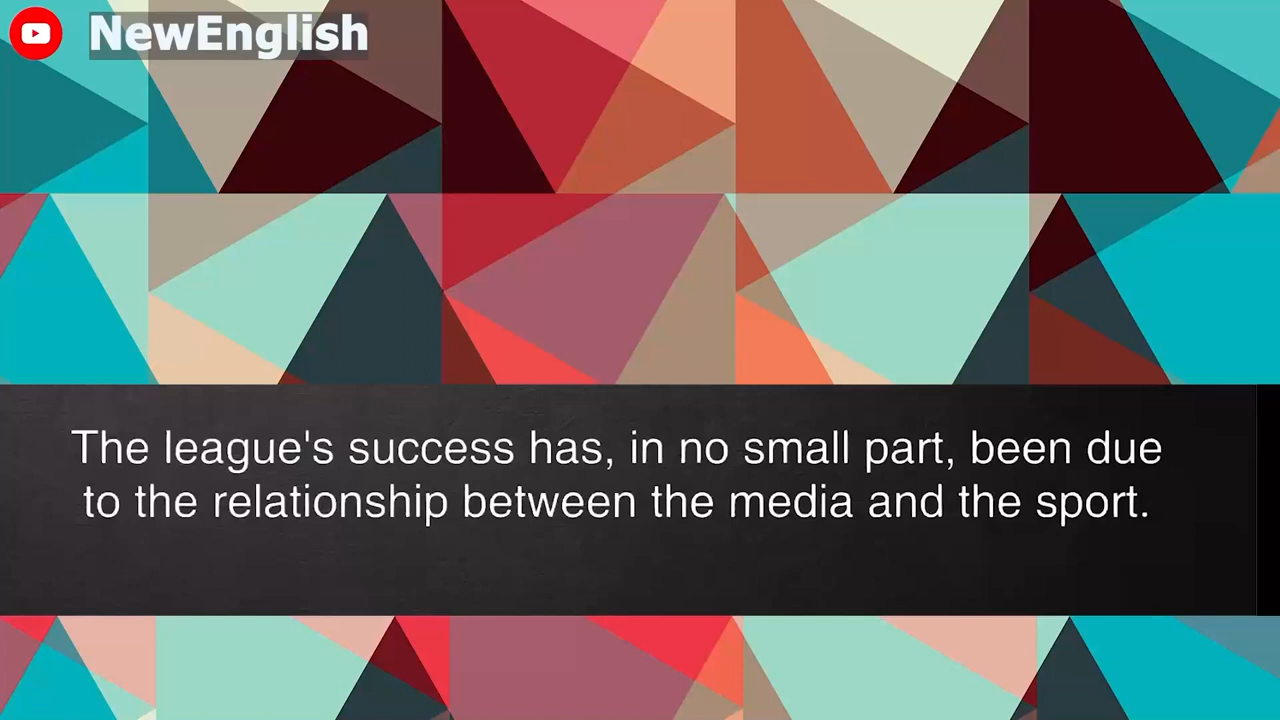 NewEnglish
The league's success has, in no small part, been due
to the relationship between the media and the sport.